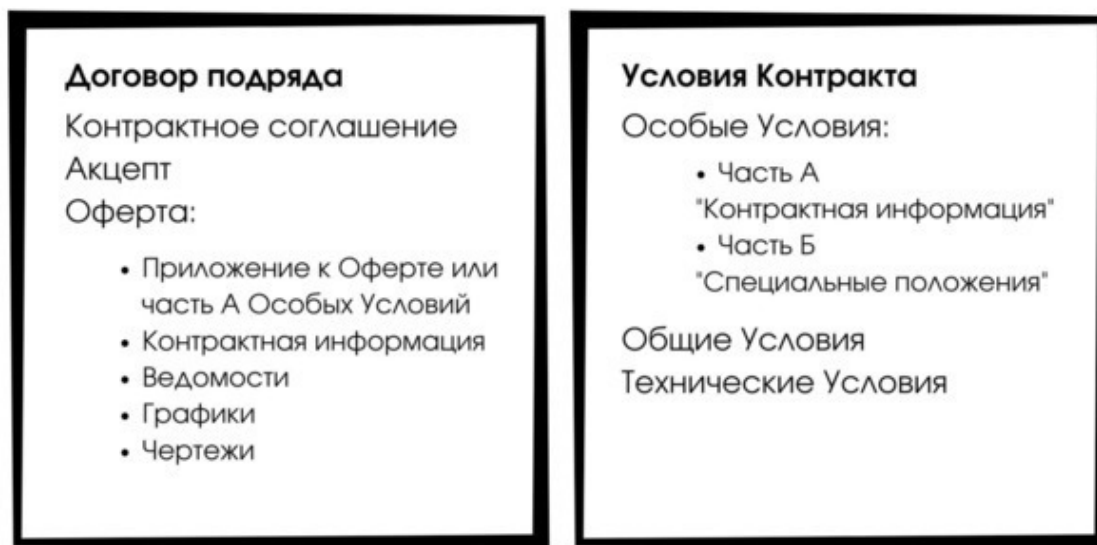 Договор подряда
Контрактное соглашение
Акцепт
Оферта:
• Приложение к Оферте или
часть А Особых Условий
• Контрактная информация
• Ведомости
• Графики
• Чертежи
Условия Контракта
Особые Условия:
• Часть А
"Контрактная информация"
• Часть Б
"Специальные положения"
Общие Условия
Технические Условия